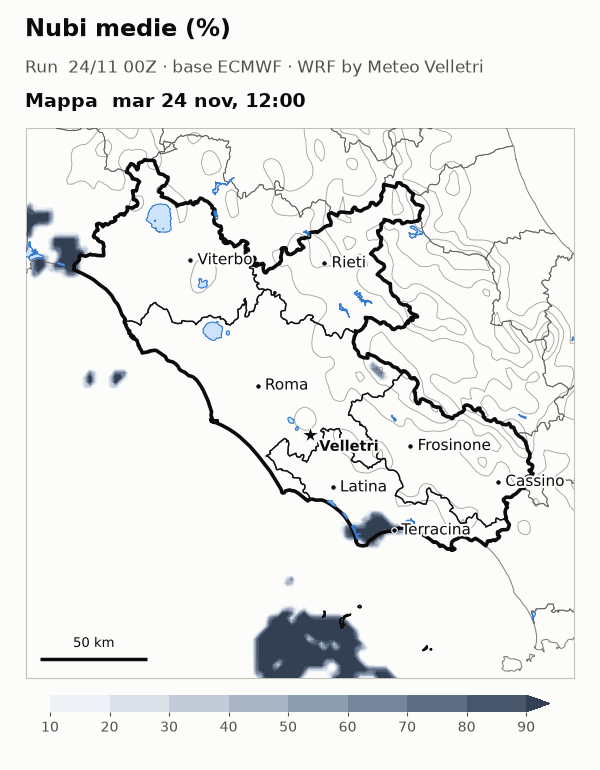 Nubi medie (%)
Run  24/11 00Z · base ECMWF · WRF by Meteo Velletri
Mappa  mar 24 nov, 12:00
Viterbo
Rieti
Roma
Velletri
Frosinone
Cassino
Latina
Terracina
50 km
10 20 30 40 50 60 70 80 90